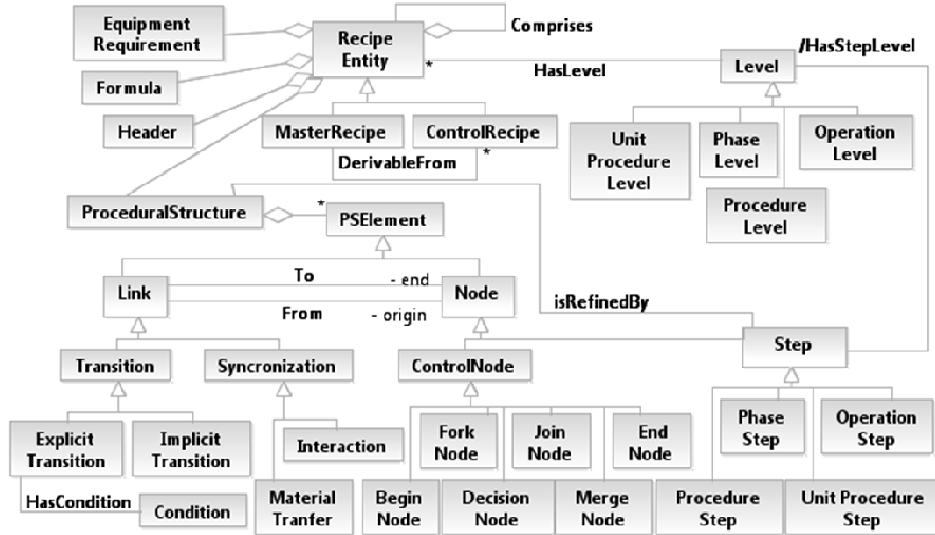 Equipment
Requirement
Recipe
Entity
Comprises
/HasStepLevel
*
HasLevel
Level
Formula
Header
MasterRecipe
ControlRecipe
DerivableFrom
*
Unit
Procedure
Level
Phase
Level
Operation
Level
Procedure
Level
ProceduralStructure
*
PSElement
Link
To
- end
Node
From
- origin
isRefinedBy
Step
Transition
Syncronization
ControlNode
Explicit
Transition
Implicit
Transition
Interaction
Fork
Node
Join
Node
End
Node
Phase
Step
Operation
Step
HasCondition
Condition
Material
Tranfer
Begin
Node
Decision
Node
Merge
Node
Procedure
Step
Unit Procedure
Step